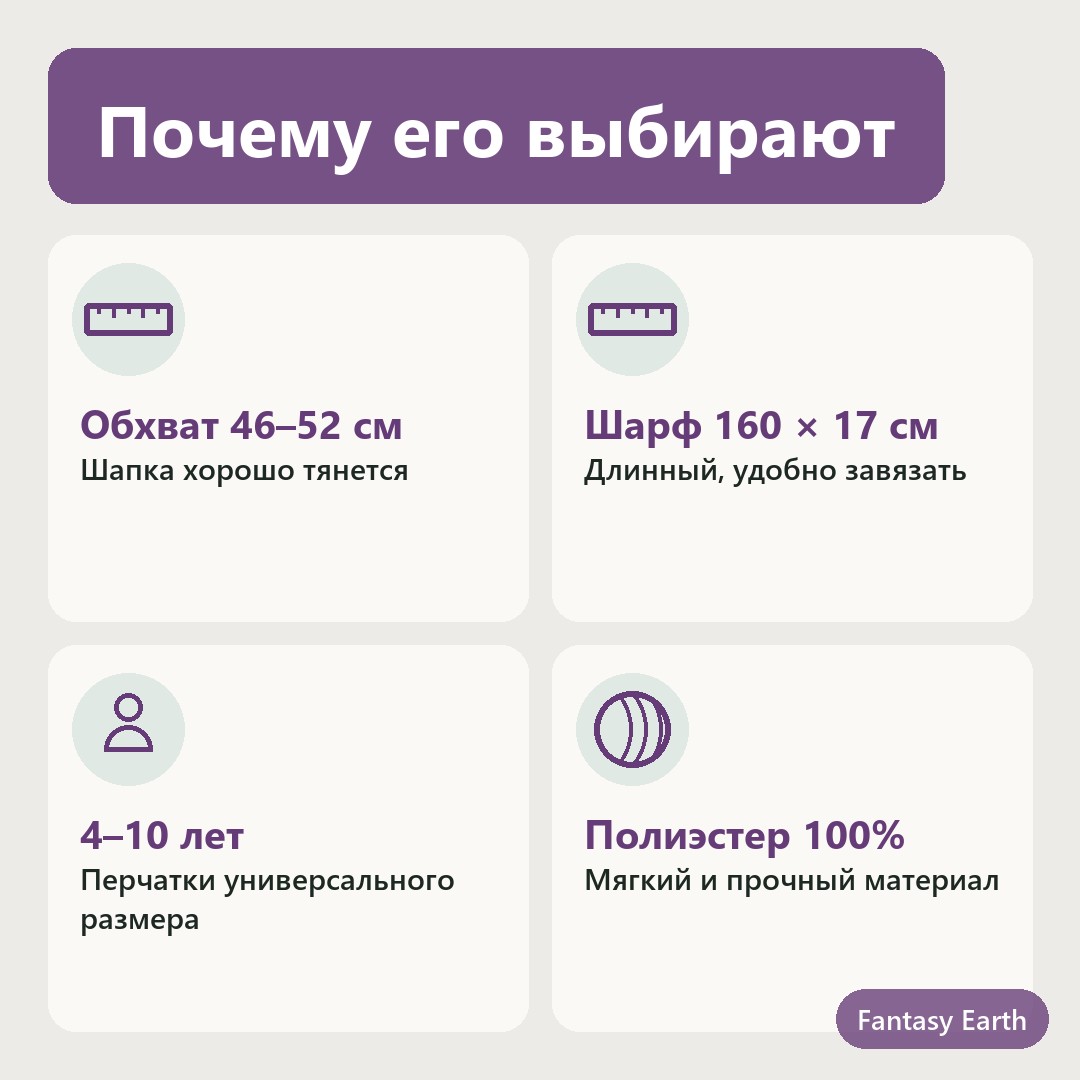 Почему его выбирают
Обхват 46–52 см
Шапка хорошо тянется
Шарф 160 × 17 см
Длинный, удобно завязать
4–10 лет
Перчатки универсального
размера
Полиэстер 100%
Мягкий и прочный материал
Fantasy Earth